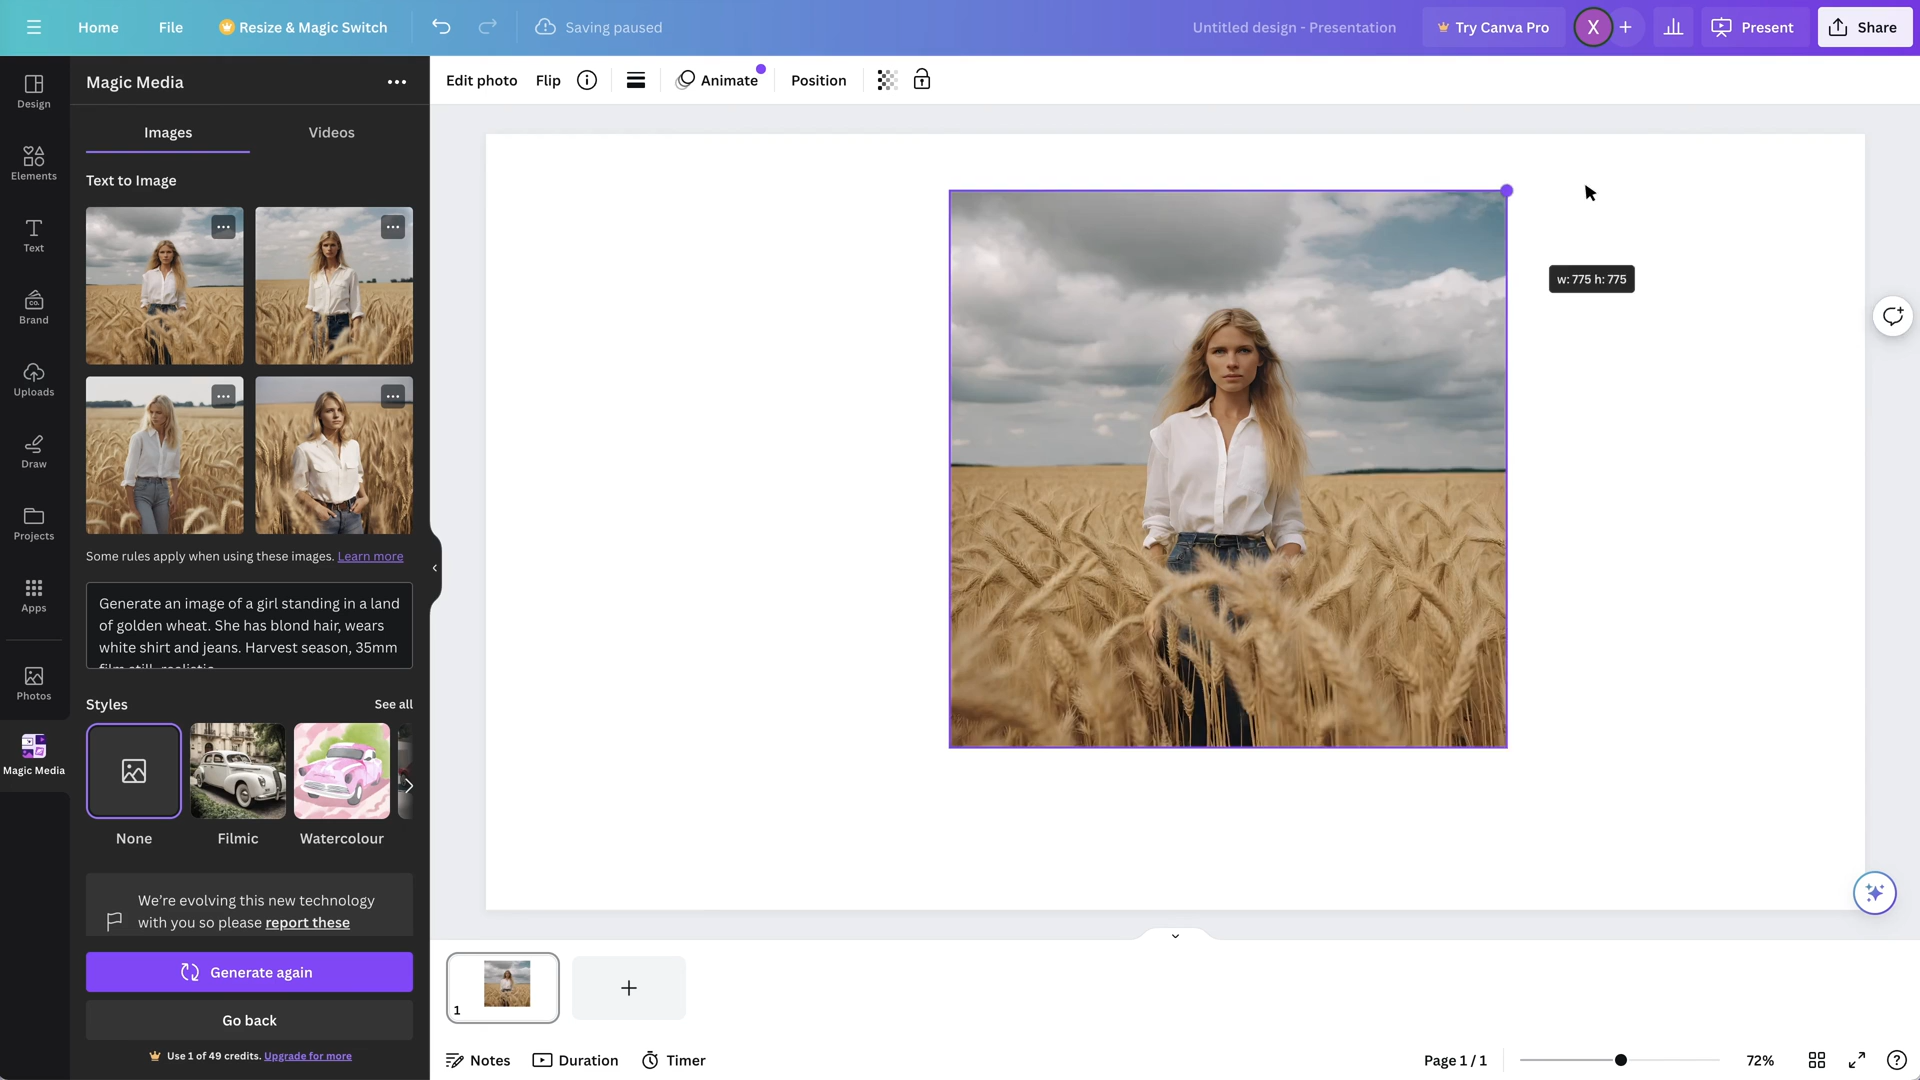 Home File Resize & Magic Switch Saving paused Untitled design - Presentation Try Canva Pro X Present Share
Design
Elements
Text
Brand
CO.
Uploads
Draw
Projects
Apps
Photos
Magic Media
Magic Media
Images Videos
Text to Image
Some rules apply when using these images. Learn more
Generate an image of a girl standing in a land
of golden wheat. She has blond hair, wears
white shirt and jeans. Harvest season, 35mm
film still, realistic
Styles See all
None Filmic Watercolour
We're evolving this new technology
with you so please report these
Generate again
Go back
Use 1 of 49 credits. Upgrade for more
Edit photo Flip Animate Position
w: 775 h: 775
1
Notes Duration Timer Page 1 / 1 72%